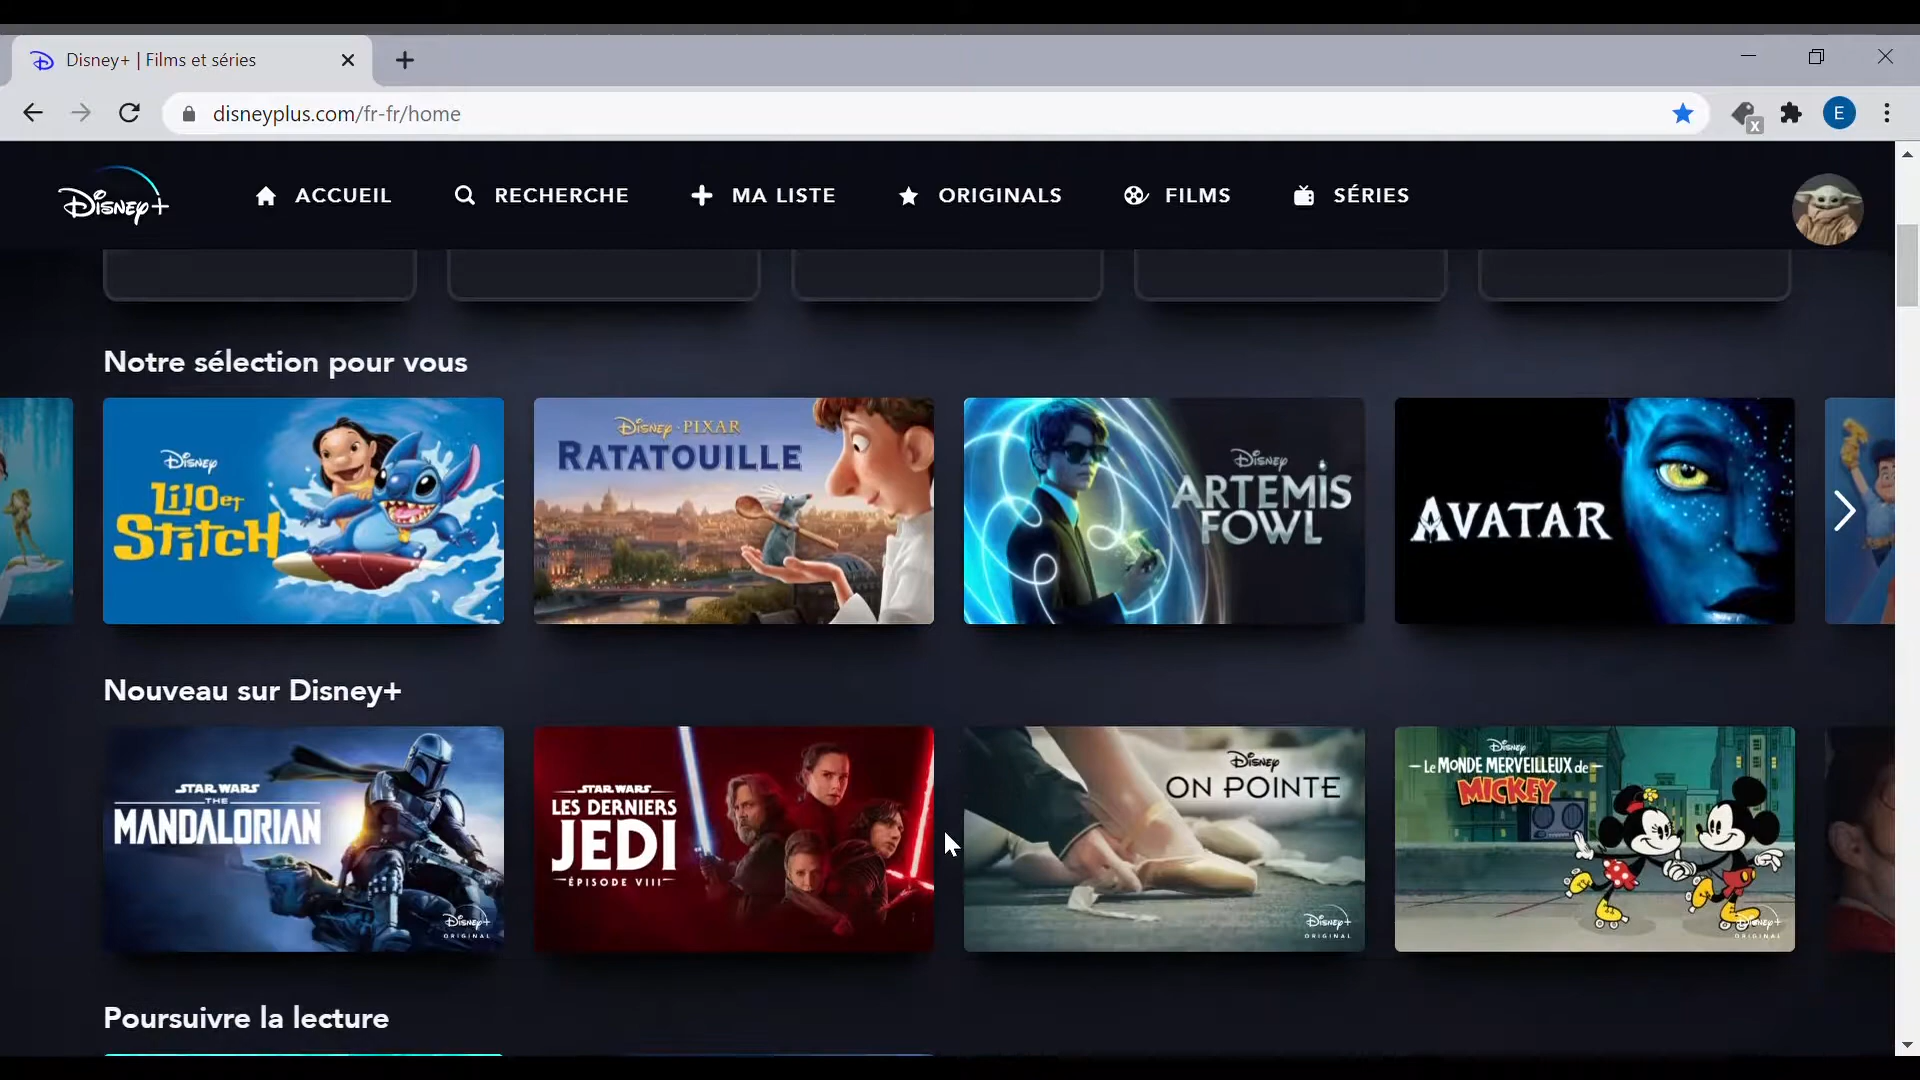 Disney+ | Films et séries
disneyplus.com/fr-fr/home
x
E
Disney+
ACCUEIL
RECHERCHE
MA LISTE
ORIGINALS
FILMS
SÉRIES
Notre sélection pour vous
Disney
Lilo et
Stitch
Disney · PIXAR
RATATOUILLE
Disney
ARTEMIS
FOWL
AVATAR
Nouveau sur Disney+
STAR WARS
THE
MANDALORIAN
Disney+
ORIGINAL
STAR WARS
LES DERNIERS
JEDI
ÉPISODE VIII
Disney
ON POINTE
Disney+
ORIGINAL
Disney
Le MONDE MERVEILLEUX de
MICKEY
Disney+
ORIGINAL
Poursuivre la lecture